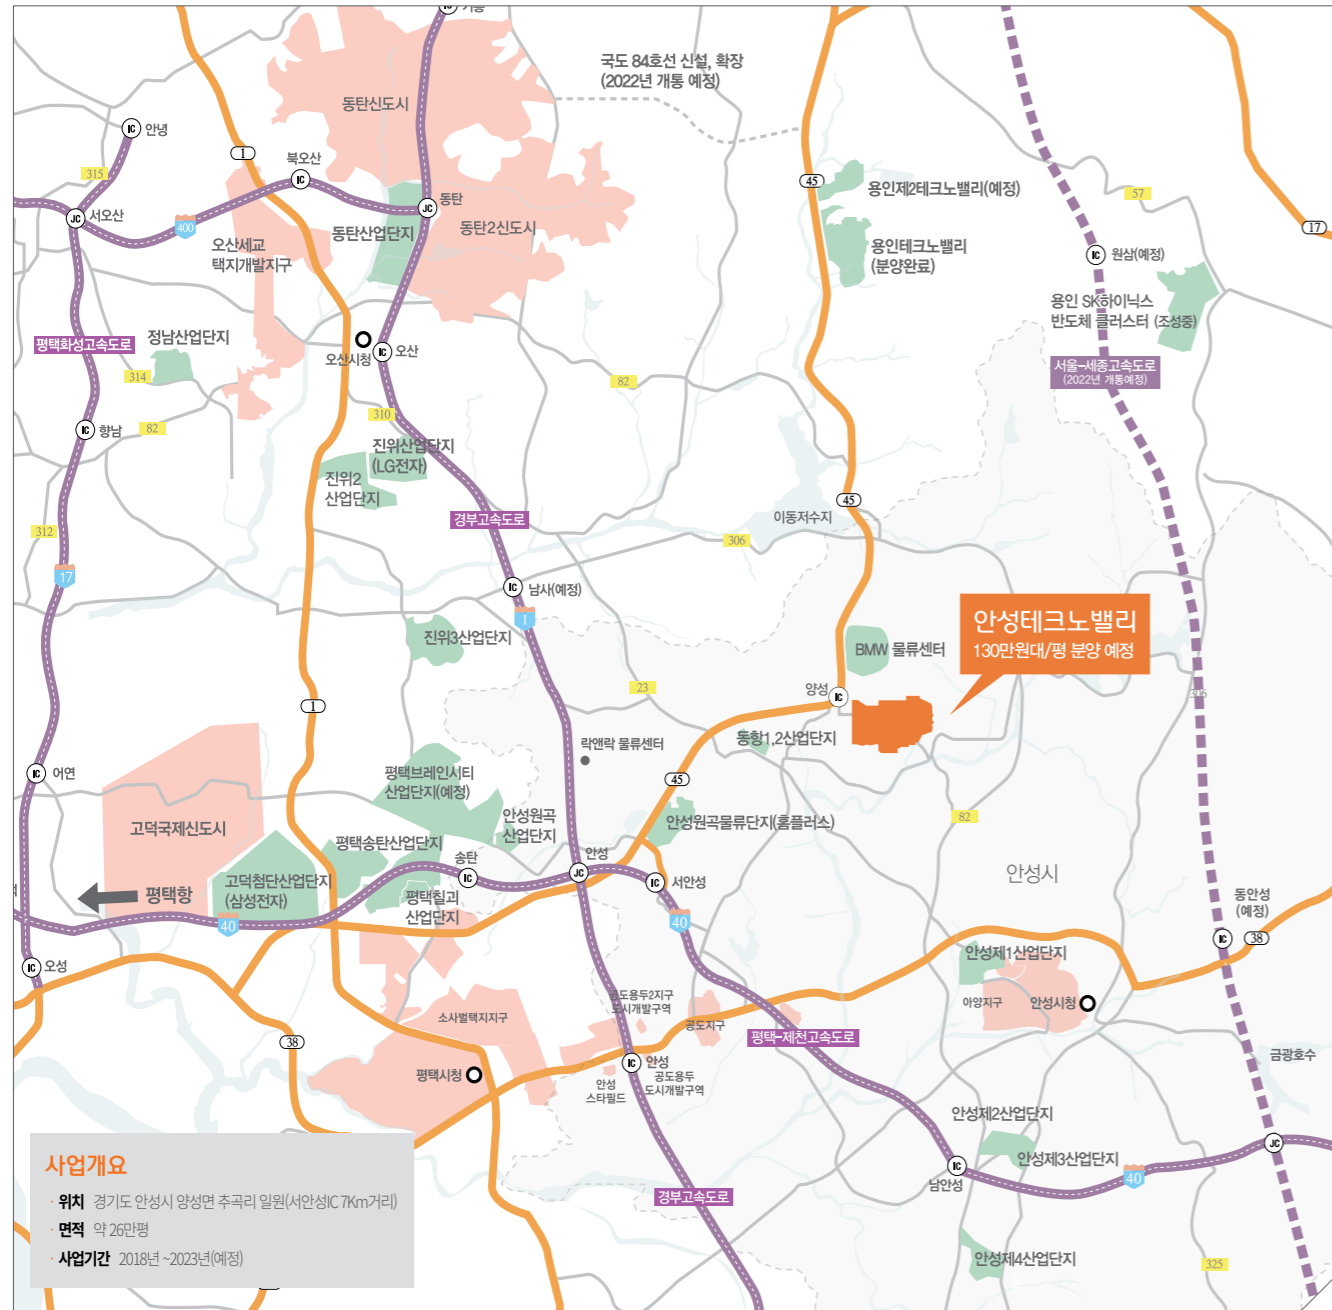 기흥
국도 84호선 신설, 확장
(2022년 개통 예정)
동탄신도시
안녕
1
북오산
315
45
용인제2테크노밸리(예정)
57
서오산
400
동탄
JC
IC
오산세교
택지개발지구
동탄산업단지
동탄2신도시
용인테크노밸리
(분양완료)
17
원삼(예정)
용인 SK하이닉스
반도체 클러스터 (조성중)
평택화성고속도로
정남산업단지
오산시청
오산
서울-세종고속도로
(2022년 개통예정)
314
82
310
향남
82
진위산업단지
(LG전자)
진위2
산업단지
45
경부고속도로
이동저수지
312
306
17
남사(예정)
1
안성테크노밸리
130만원대/평 분양 예정
진위3산업단지
BMW 물류센터
23
양성
306
1
동항1,2산업단지
락앤락 물류센터
어연
평택브레인시티
산업단지(예정)
45
안성원곡
산업단지
안성원곡물류단지(홈플러스)
82
고덕국제신도시
평택송탄산업단지
송탄
안성
서안성
안성시
평택항
고덕첨단산업단지
(삼성전자)
평택칠괴
산업단지
동안성
(예정)
40
40
38
오성
안성제1산업단지
공도용두2지구
도시개발구역
아양지구
안성시청
소사벌택지지구
공도지구
38
평택-제천고속도로
금광호수
평택시청
안성
안성
스타필드
공도용두
도시개발구역
안성제2산업단지
안성제3산업단지
남안성
40
경부고속도로
안성제4산업단지
325
사업개요
· 위치 경기도 안성시 양성면 추곡리 일원(서안성IC 7Km거리)
· 면적 약 26만평
· 사업기간 2018년 ~2023년(예정)